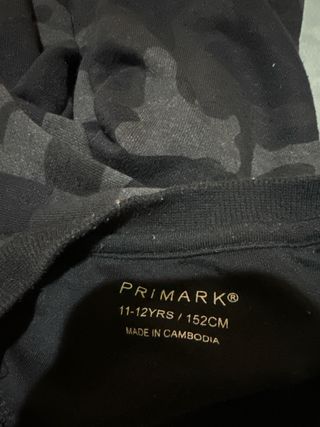 PRIMARK®
11-12YRS / 152CM
MADE IN CAMBODIA